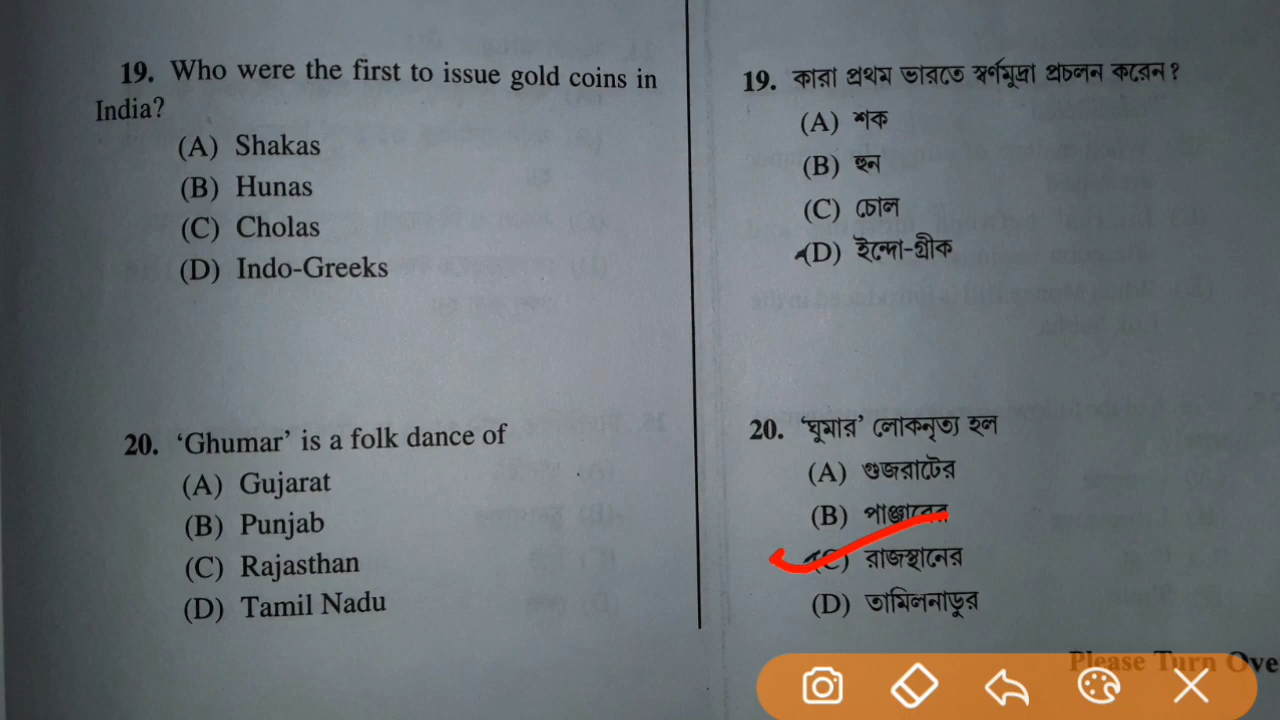 19. Who were the first to issue gold coins in
India?
(A) Shakas
(B) Hunas
(C) Cholas
(D) Indo-Greeks
20. ‘Ghumar’ is a folk dance of
(A) Gujarat
(B) Punjab
(C) Rajasthan
(D) Tamil Nadu
19. কারা প্রথম ভারতে স্বর্ণমুদ্রা প্রচলন করেন?
(A) শক
(B) হুন
(C) চোল
(D) ইন্দো-গ্রীক
20. ‘ঘুমার’ লোকনৃত্য হল
(A) গুজরাটের
(B) পাঞ্জাবের
(C) রাজস্থানের
(D) তামিলনাড়ুর
Please Turn Ove